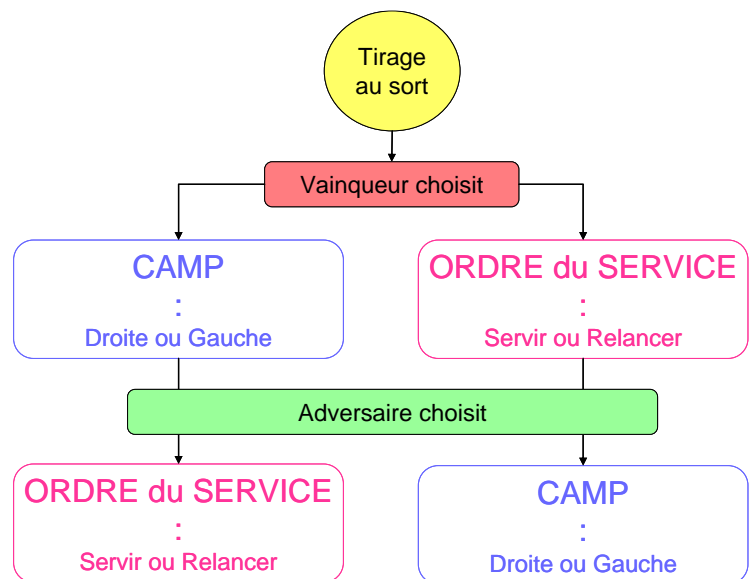 Tirage
au sort
Vainqueur choisit
CAMP
:
Droite ou Gauche
ORDRE du SERVICE
:
Servir ou Relancer
Adversaire choisit
ORDRE du SERVICE
:
Servir ou Relancer
CAMP
:
Droite ou Gauche